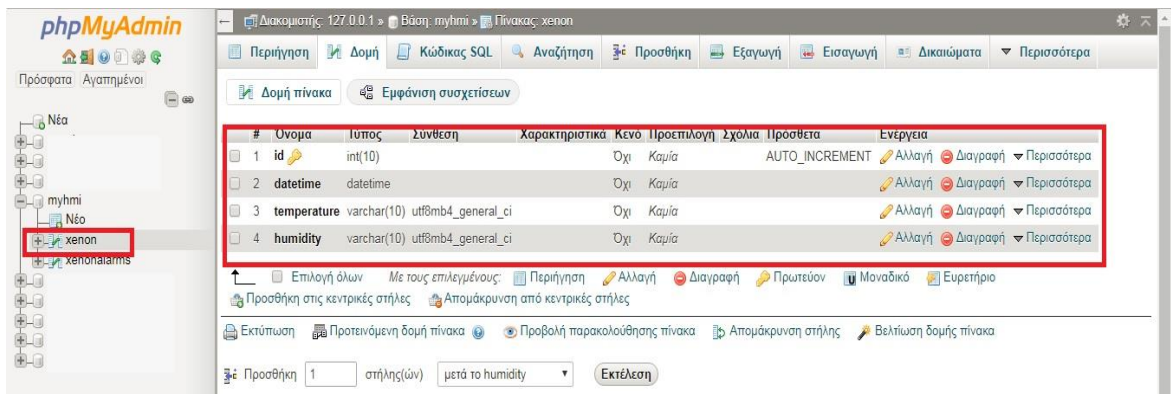 phpMyAdmin
Πρόσφατα Αγαπημένοι
Νέα
myhmi
Νέο
xenon
xenonalarms
Διακομιστής: 127.0.0.1 » Βάση: myhmi » Πίνακας: xenon
Περιήγηση Δομή Κώδικας SQL Αναζήτηση Προσθήκη Εξαγωγή Εισαγωγή Δικαιώματα Περισσότερα
Δομή πίνακα Εμφάνιση συσχετίσεων
# Όνομα Τύπος Σύνθεση Χαρακτηριστικά Κενό Προεπιλογή Σχόλια Πρόσθετα Ενέργεια
1 id int(10) Όχι Καμία AUTO_INCREMENT Αλλαγή Διαγραφή Περισσότερα
2 datetime datetime Όχι Καμία Αλλαγή Διαγραφή Περισσότερα
3 temperature varchar(10) utf8mb4_general_ci Όχι Καμία Αλλαγή Διαγραφή Περισσότερα
4 humidity varchar(10) utf8mb4_general_ci Όχι Καμία Αλλαγή Διαγραφή Περισσότερα
Επιλογή όλων Με τους επιλεγμένους: Περιήγηση Αλλαγή Διαγραφή Πρωτεύον Μοναδικό Ευρετήριο
Προσθήκη στις κεντρικές στήλες Απομάκρυνση από κεντρικές στήλες
Εκτύπωση Προτεινόμενη δομή πίνακα Προβολή παρακολούθησης πίνακα Απομάκρυνση στήλης Βελτίωση δομής πίνακα
Προσθήκη 1 στήλης(ών) μετά το humidity Εκτέλεση